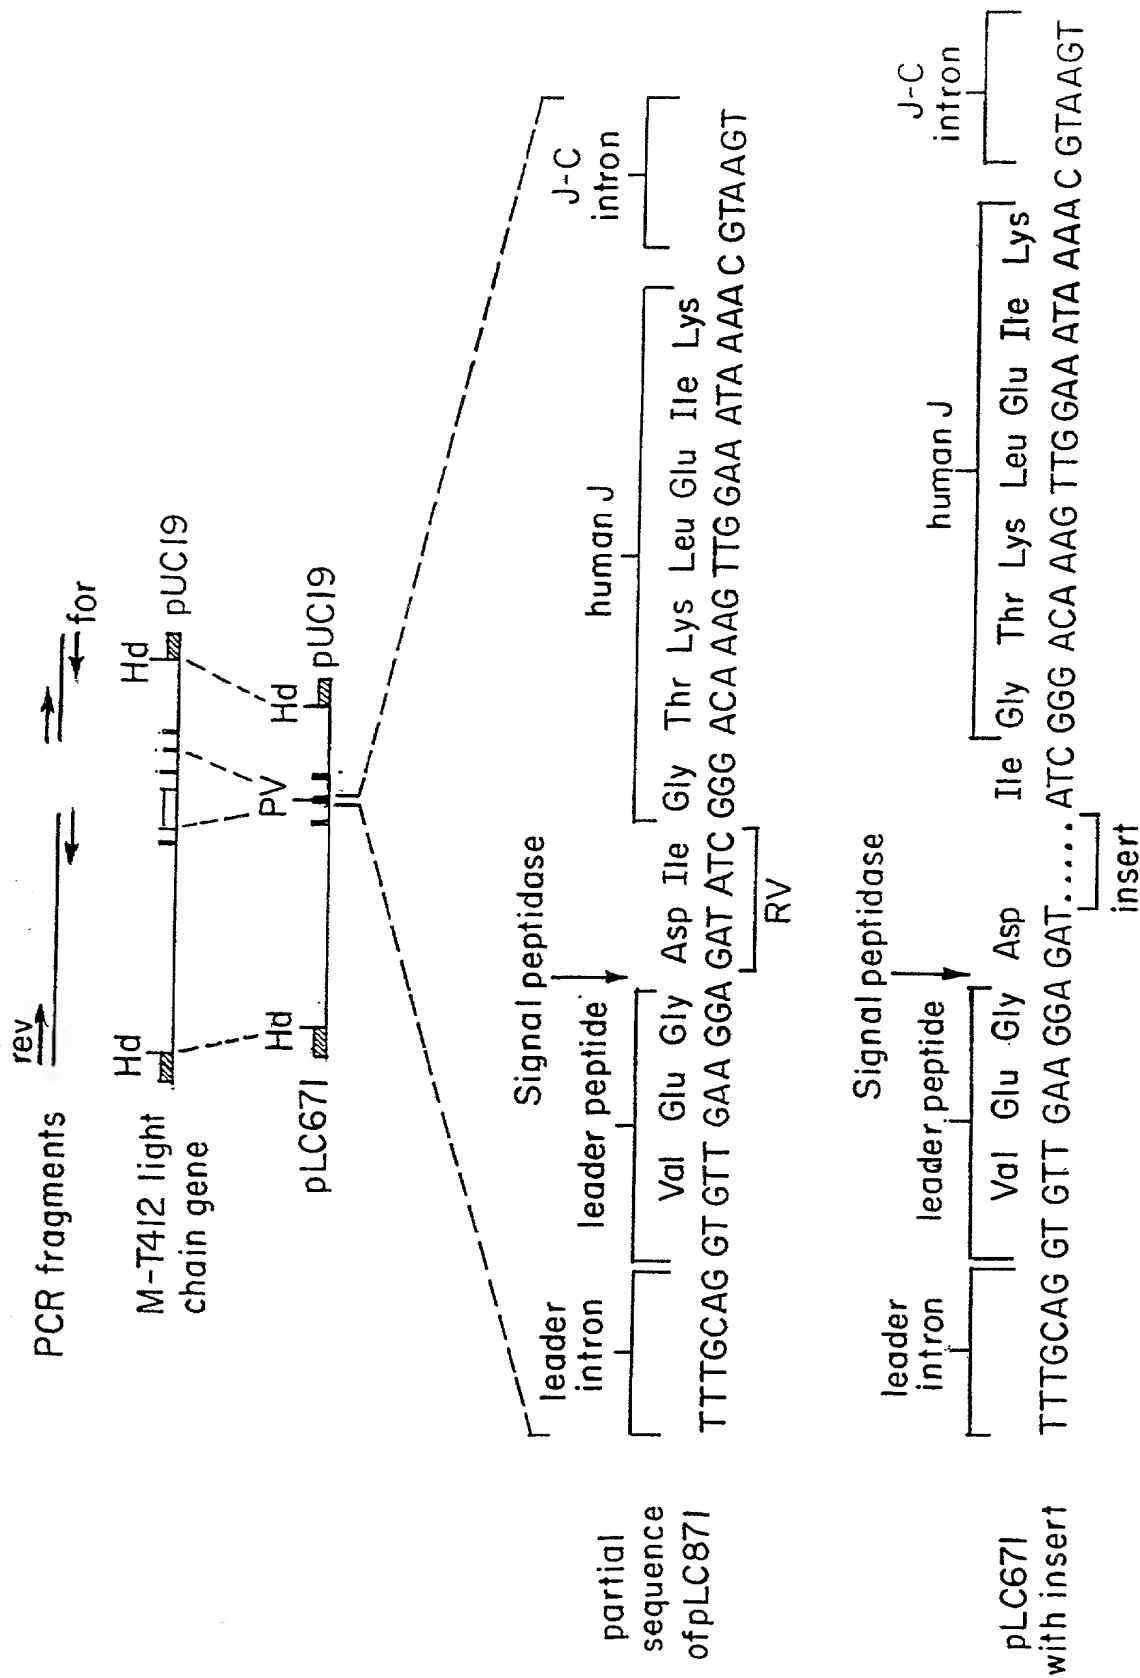 PCR fragments
rev
for
M-T412 light
chain gene
Hd
Hd
pUC19
PV
pLC671
Hd
Hd
pUC19
partial
sequence
of pLC871
leader
intron
leader peptide
Signal peptidase
human J
J-C
intron
Val Glu Gly Asp Ile Gly Thr Lys Leu Glu Ile Lys
TTTGCAG GT GTT GAA GGA GAT ATC GGG ACA AAG TTG GAA ATA AAA C GTAAGT
RV
pLC671
with insert
leader
intron
leader peptide
Signal peptidase
human J
J-C
intron
Val Glu Gly Asp Ile Gly Thr Lys Leu Glu Ile Lys
TTTGCAG GT GTT GAA GGA GAT......ATC GGG ACA AAG TTG GAA ATA AAA C GTAAGT
insert